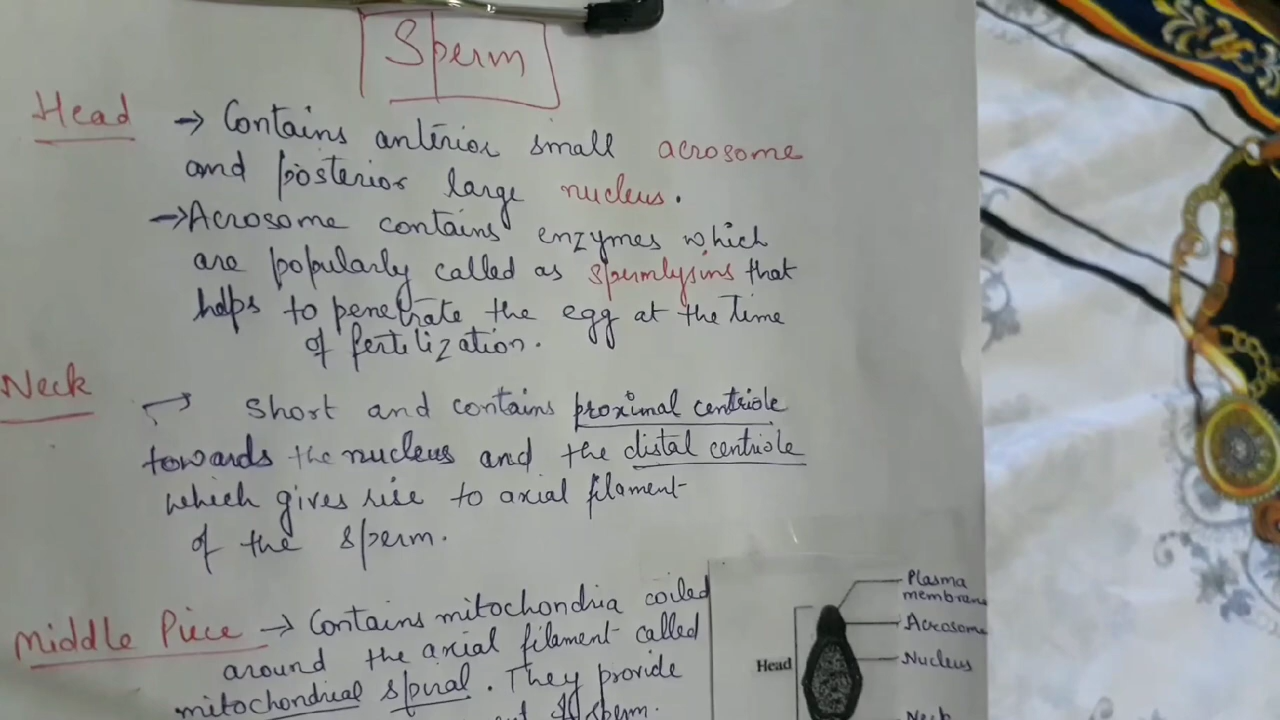 Sperm
Head → Contains anterior small acrosome
and posterior large nucleus.
→ Acrosome contains enzymes which
are popularly called as spermlysins that
helps to penetrate the egg at the time
of fertilization.
Neck → Short and contains proximal centriole
towards the nucleus and the distal centriole
which gives rise to axial filament
of the sperm.
Middle Piece → Contains mitochondria coiled
around the axial filament called
mitochondrial spiral. They provide
of sperm.
Plasma
membrane
Acrosome
Head
Nucleus
Neck